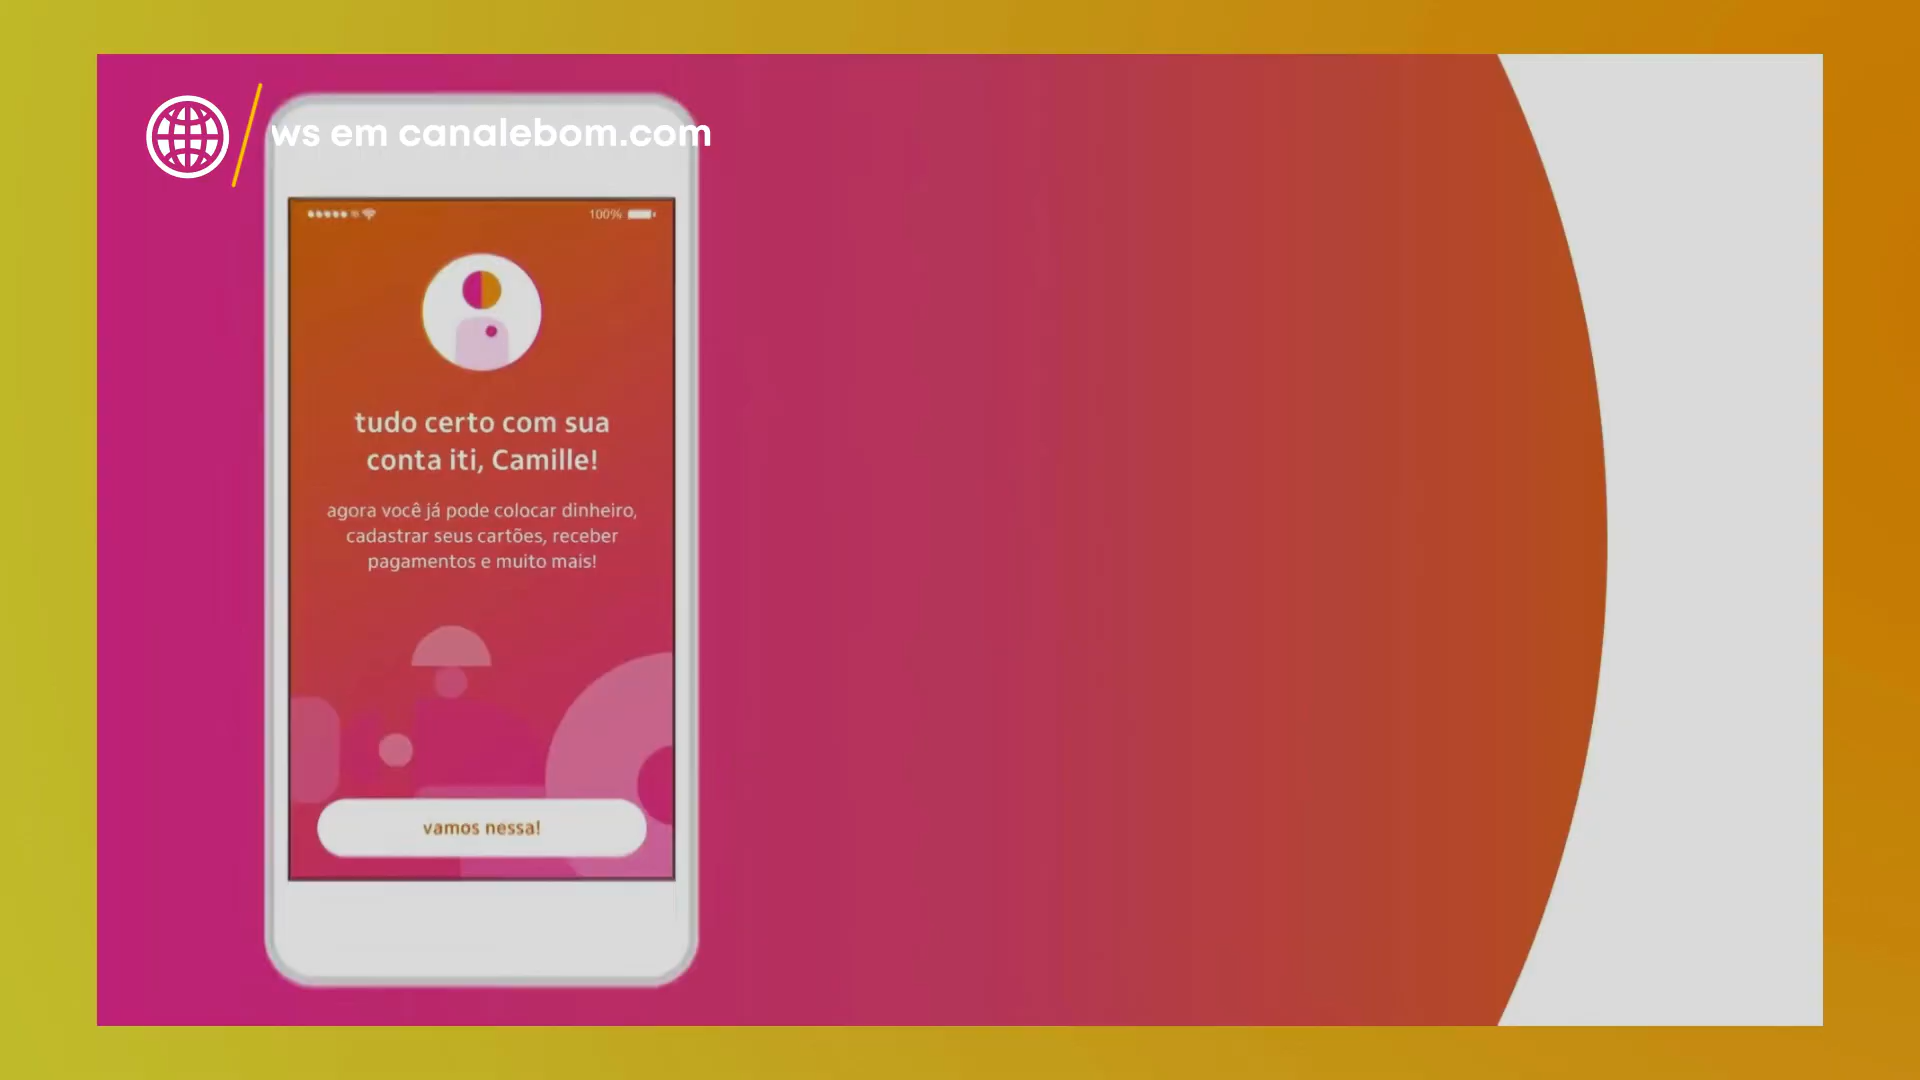 ws em canalebom.com
100%
tudo certo com sua
conta iti, Camille!
agora você já pode colocar dinheiro,
cadastrar seus cartões, receber
pagamentos e muito mais!
vamos nessa!